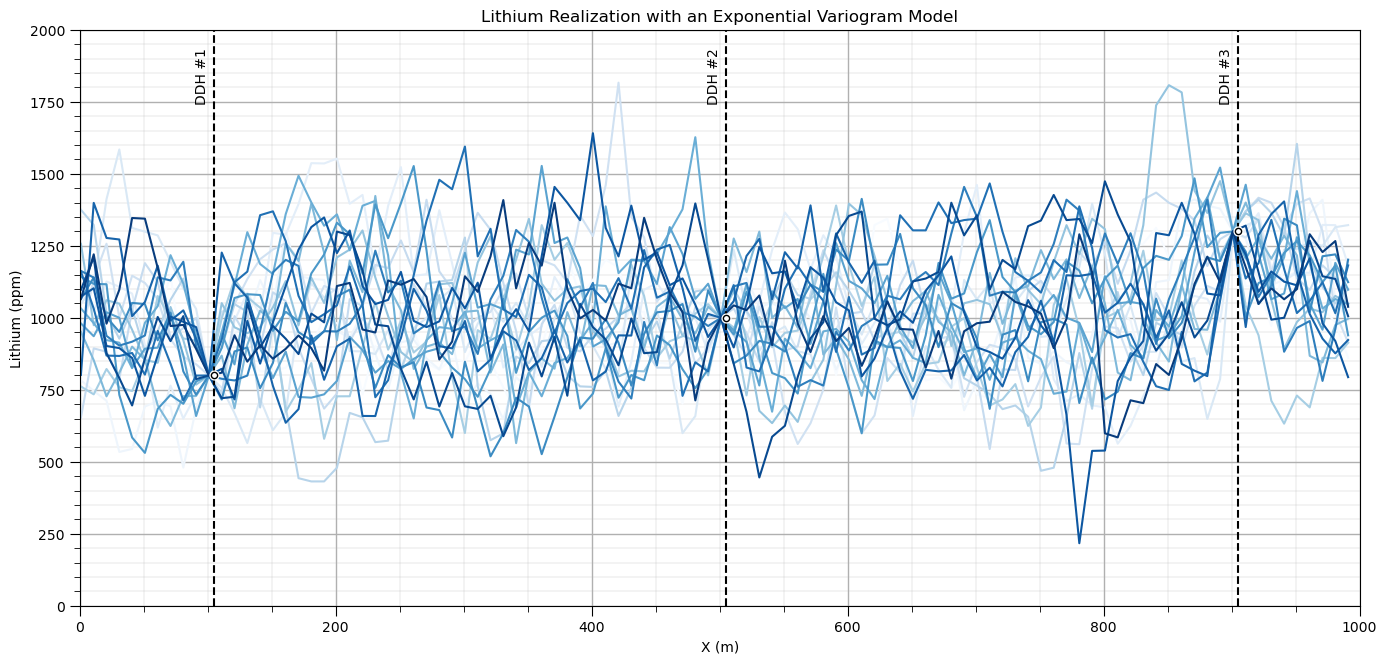 Lithium Realization with an Exponential Variogram Model
2000
1750
1500
1250
1000
750
500
250
0
Lithium (ppm)
DDH #1
DDH #2
DDH #3
0
200
400
600
800
1000
X (m)